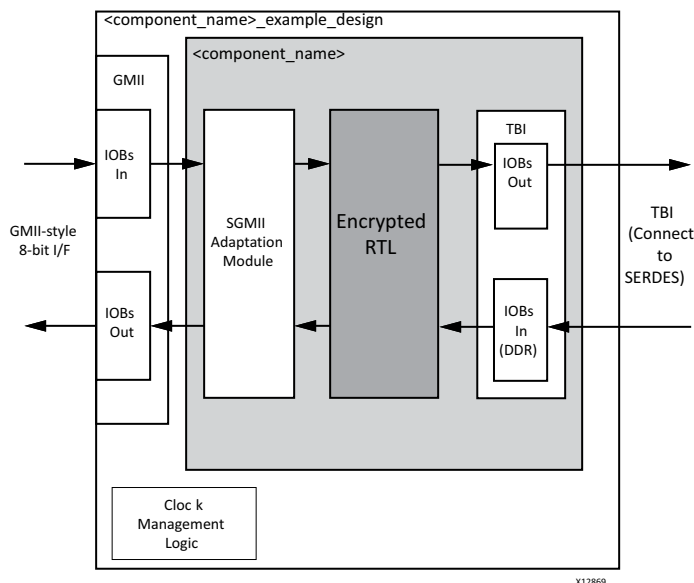 <component_name>_example_design
<component_name>
GMII
IOBs
In
GMII-style
8-bit I/F
IOBs
Out
SGMII
Adaptation
Module
Encrypted
RTL
TBI
IOBs
Out
IOBs
In
(DDR)
TBI
(Connect
to
SERDES)
Cloc k
Management
Logic
X12869